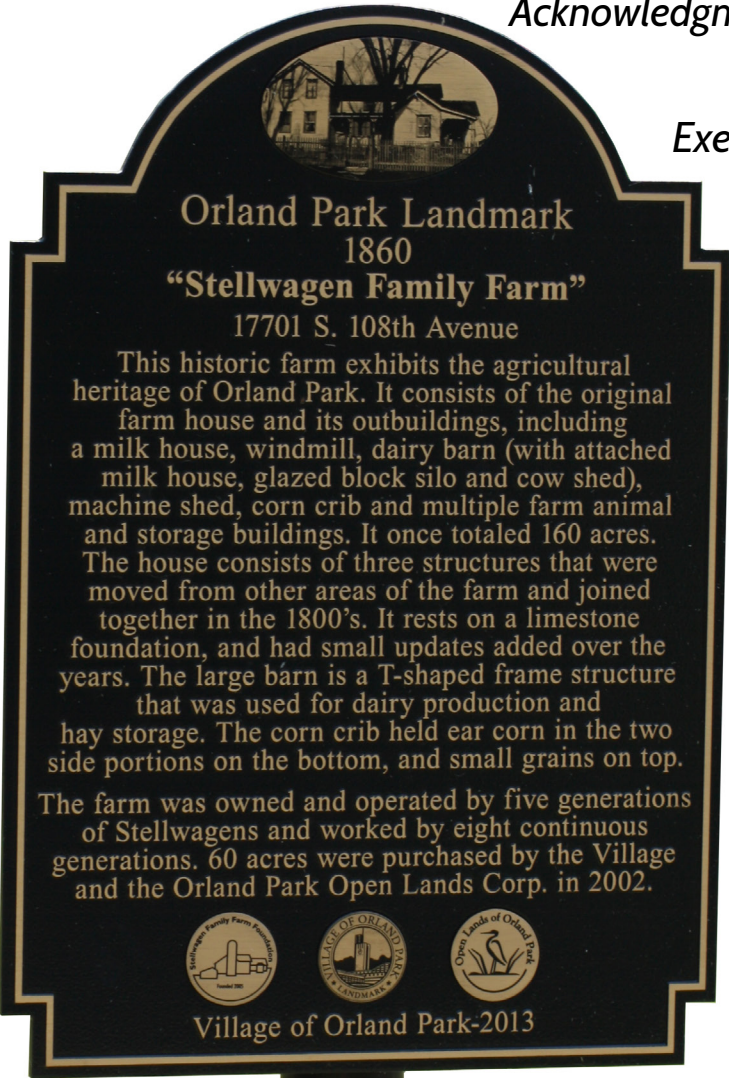 Acknowledgn
Exe
Orland Park Landmark
1860
“Stellwagen Family Farm”
17701 S. 108th Avenue
This historic farm exhibits the agricultural
heritage of Orland Park. It consists of the original
farm house and its outbuildings, including
a milk house, windmill, dairy barn (with attached
milk house, glazed block silo and cow shed),
machine shed, corn crib and multiple farm animal
and storage buildings. It once totaled 160 acres.
The house consists of three structures that were
moved from other areas of the farm and joined
together in the 1800’s. It rests on a limestone
foundation, and had small updates added over the
years. The large barn is a T-shaped frame structure
that was used for dairy production and
hay storage. The corn crib held ear corn in the two
side portions on the bottom, and small grains on top.
The farm was owned and operated by five generations
of Stellwagens and worked by eight continuous
generations. 60 acres were purchased by the Village
and the Orland Park Open Lands Corp. in 2002.
Stellwagen Family Farm Foundation
Founded 2002
VILLAGE OF ORLAND PARK
LANDMARK
Open Lands of Orland Park
Village of Orland Park-2013